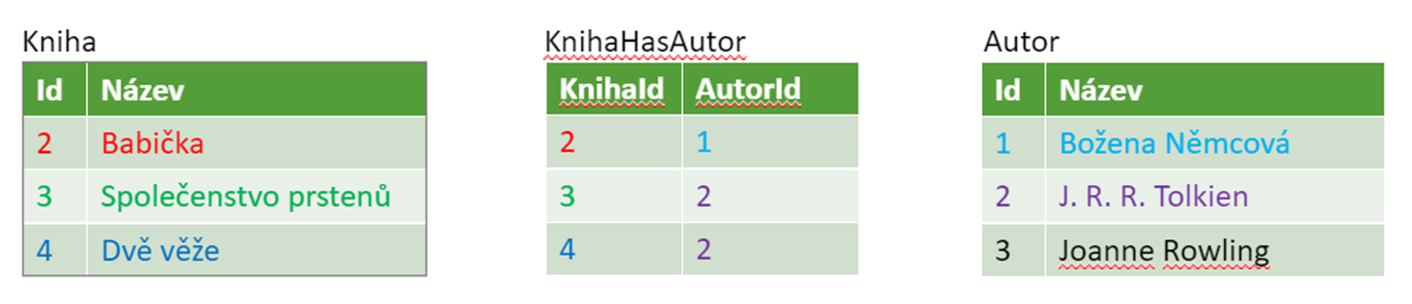 Kniha
Id Název
2 Babička
3 Společenstvo prstenů
4 Dvě věže
KnihaHasAutor
KnihaId AutorId
2 1
3 2
4 2
Autor
Id Název
1 Božena Němcová
2 J. R. R. Tolkien
3 Joanne Rowling